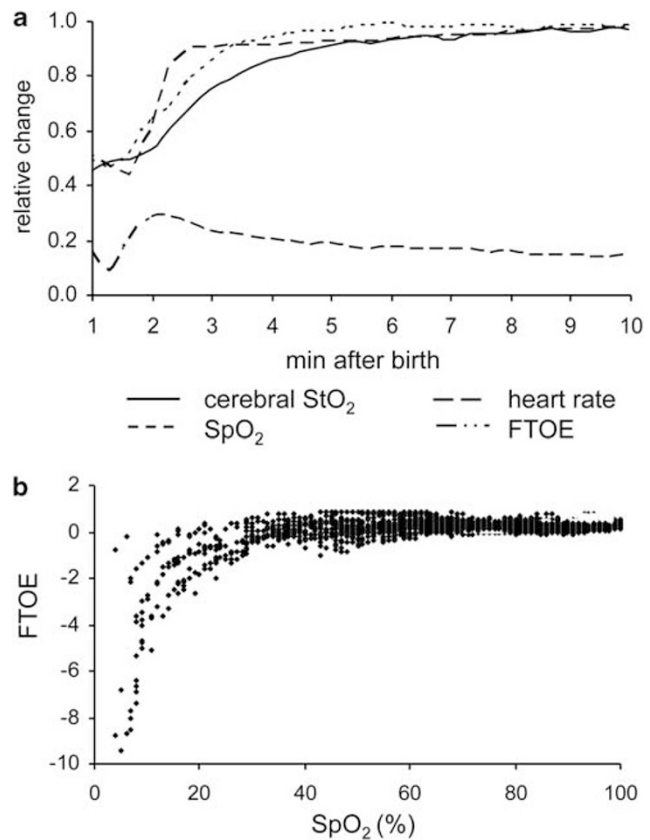 a
relative change
1.0
0.8
0.6
0.4
0.2
0.0
1 2 3 4 5 6 7 8 9 10
min after birth
cerebral StO₂ heart rate
SpO₂ FTOE
b
FTOE
2
0
-2
-4
-6
-8
-10
0 20 40 60 80 100
SpO₂ (%)